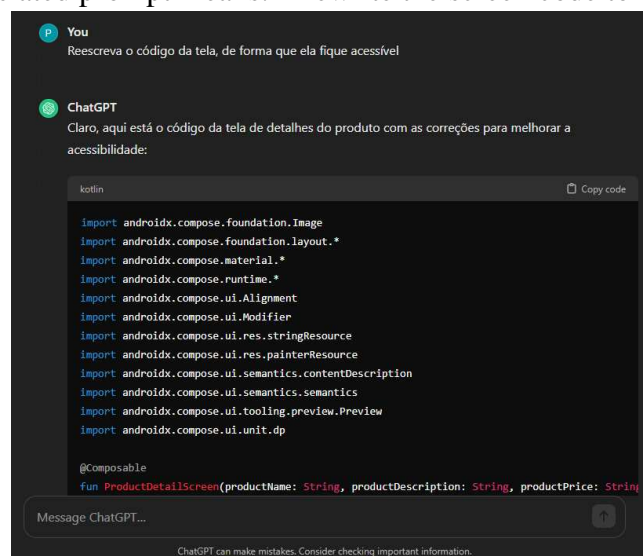 P
You
Reescreva o código da tela, de forma que ela fique acessível
ChatGPT
Claro, aqui está o código da tela de detalhes do produto com as correções para melhorar a
acessibilidade:
kotlin
Copy code
import androidx.compose.foundation.Image
import androidx.compose.foundation.layout.*
import androidx.compose.material.*
import androidx.compose.runtime.*
import androidx.compose.ui.Alignment
import androidx.compose.ui.Modifier
import androidx.compose.ui.res.stringResource
import androidx.compose.ui.res.painterResource
import androidx.compose.ui.semantics.contentDescription
import androidx.compose.ui.semantics.semantics
import androidx.compose.ui.tooling.preview.Preview
import androidx.compose.ui.unit.dp
@Composable
fun ProductDetailScreen(productName: String, productDescription: String, productPrice: String
Message ChatGPT...
ChatGPT can make mistakes. Consider checking important information.